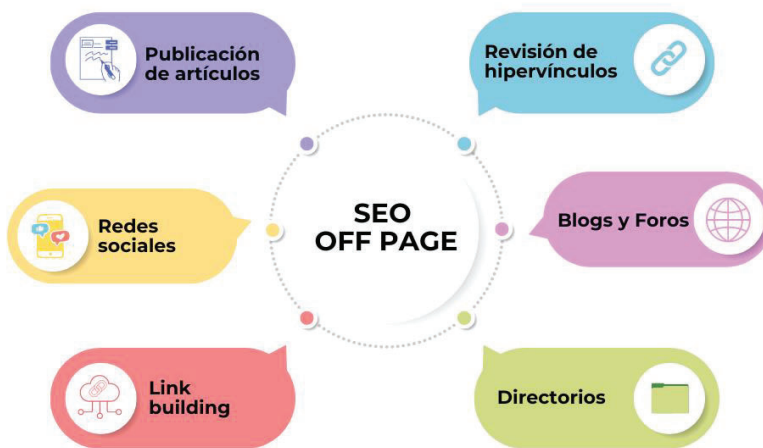 Publicación
de artículos
Revisión de
hipervínculos
Redes
sociales
SEO
OFF PAGE
Blogs y Foros
Link
building
Directorios